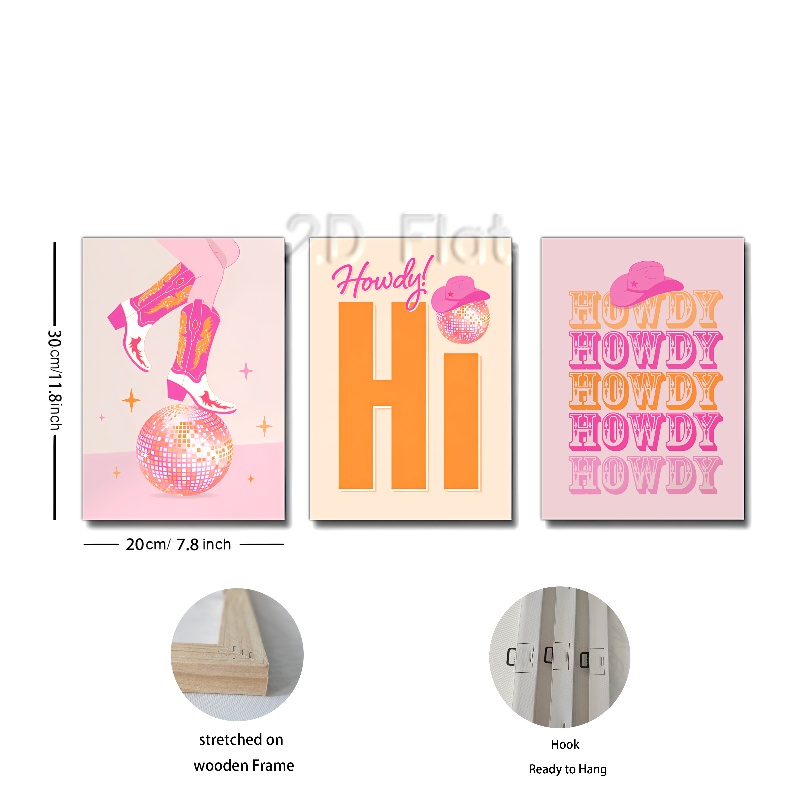 2D Flat
Howdy!
Hi
HOWDY
HOWDY
HOWDY
HOWDY
HOWDY
30cm/11.8inch
20cm/ 7.8 inch
stretched on
wooden Frame
Hook
Ready to Hang